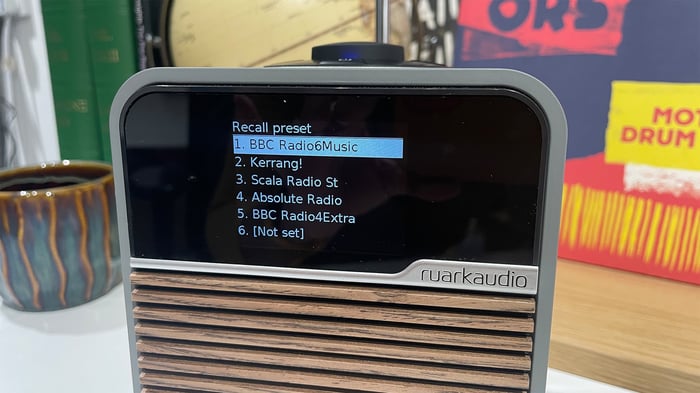 ORS
MOT
DRUM
Recall preset
1. BBC Radio6Music
2. Kerrang!
3. Scala Radio St
4. Absolute Radio
5. BBC Radio4Extra
6. [Not set]
ruarkaudio